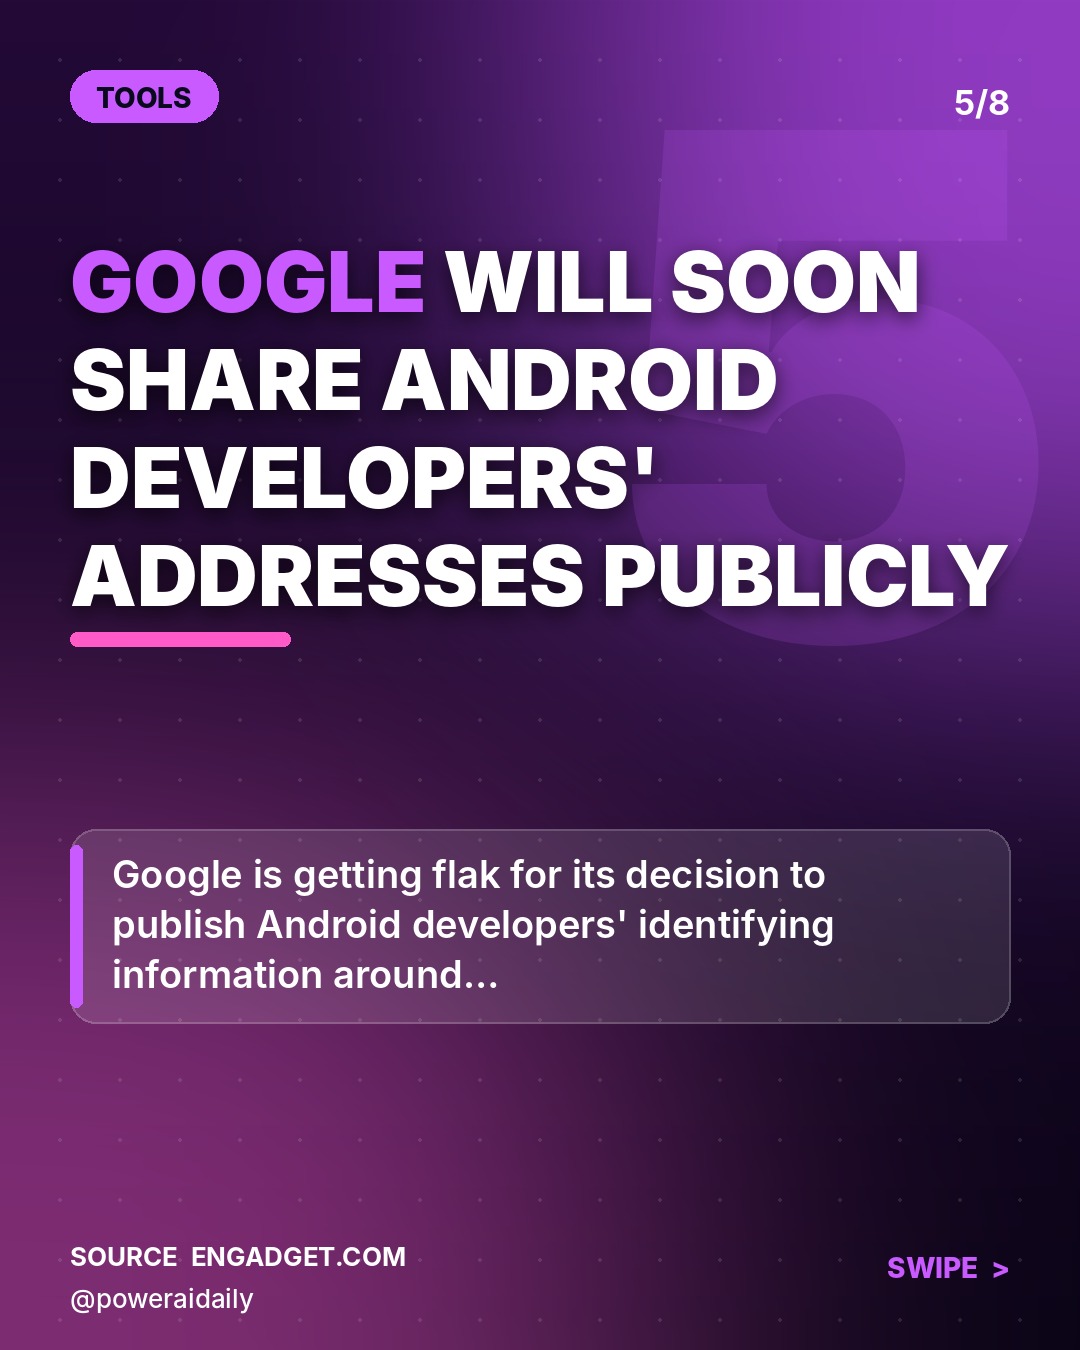 TOOLS
5/8
5
GOOGLE WILL SOON
SHARE ANDROID
DEVELOPERS'
ADDRESSES PUBLICLY
Google is getting flak for its decision to
publish Android developers' identifying
information around...
SOURCE ENGADGET.COM
@poweraidaily
SWIPE >